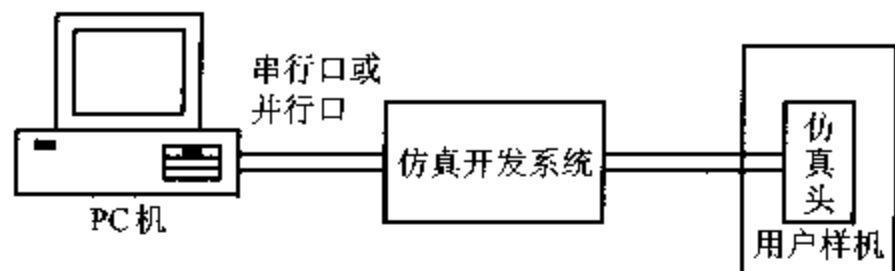 串行口或
并行口
PC机
仿真开发系统
仿真头
用户样机